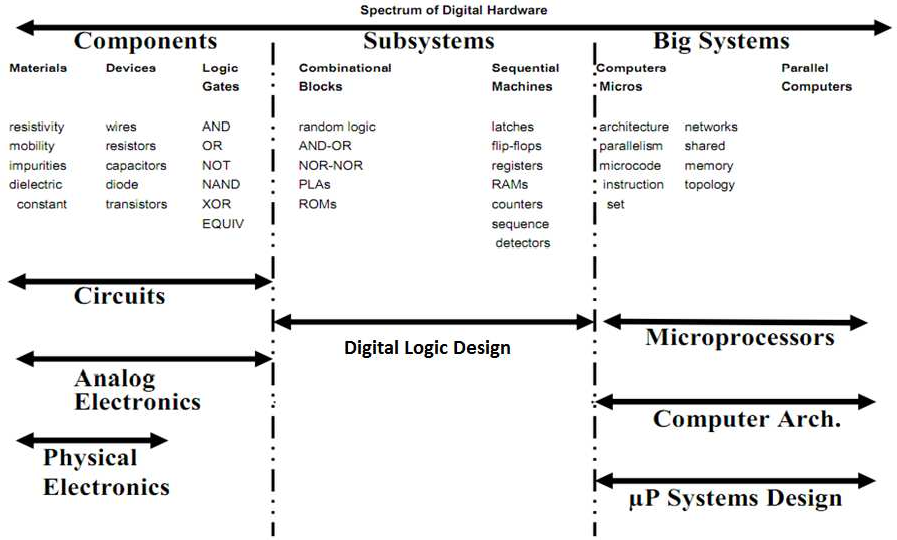 Spectrum of Digital Hardware
Components
Subsystems
Big Systems
Materials
Devices
Logic
Gates
Combinational
Blocks
Sequential
Machines
Computers
Micros
Parallel
Computers
resistivity
mobility
impurities
dielectric
constant
wires
resistors
capacitors
diode
transistors
AND
OR
NOT
NAND
XOR
EQUIV
random logic
AND-OR
NOR-NOR
PLAs
ROMs
latches
flip-flops
registers
RAMs
counters
sequence
detectors
architecture
parallelism
microcode
instruction
set
networks
shared
memory
topology
Circuits
Digital Logic Design
Microprocessors
Analog
Electronics
Computer Arch.
Physical
Electronics
µP Systems Design